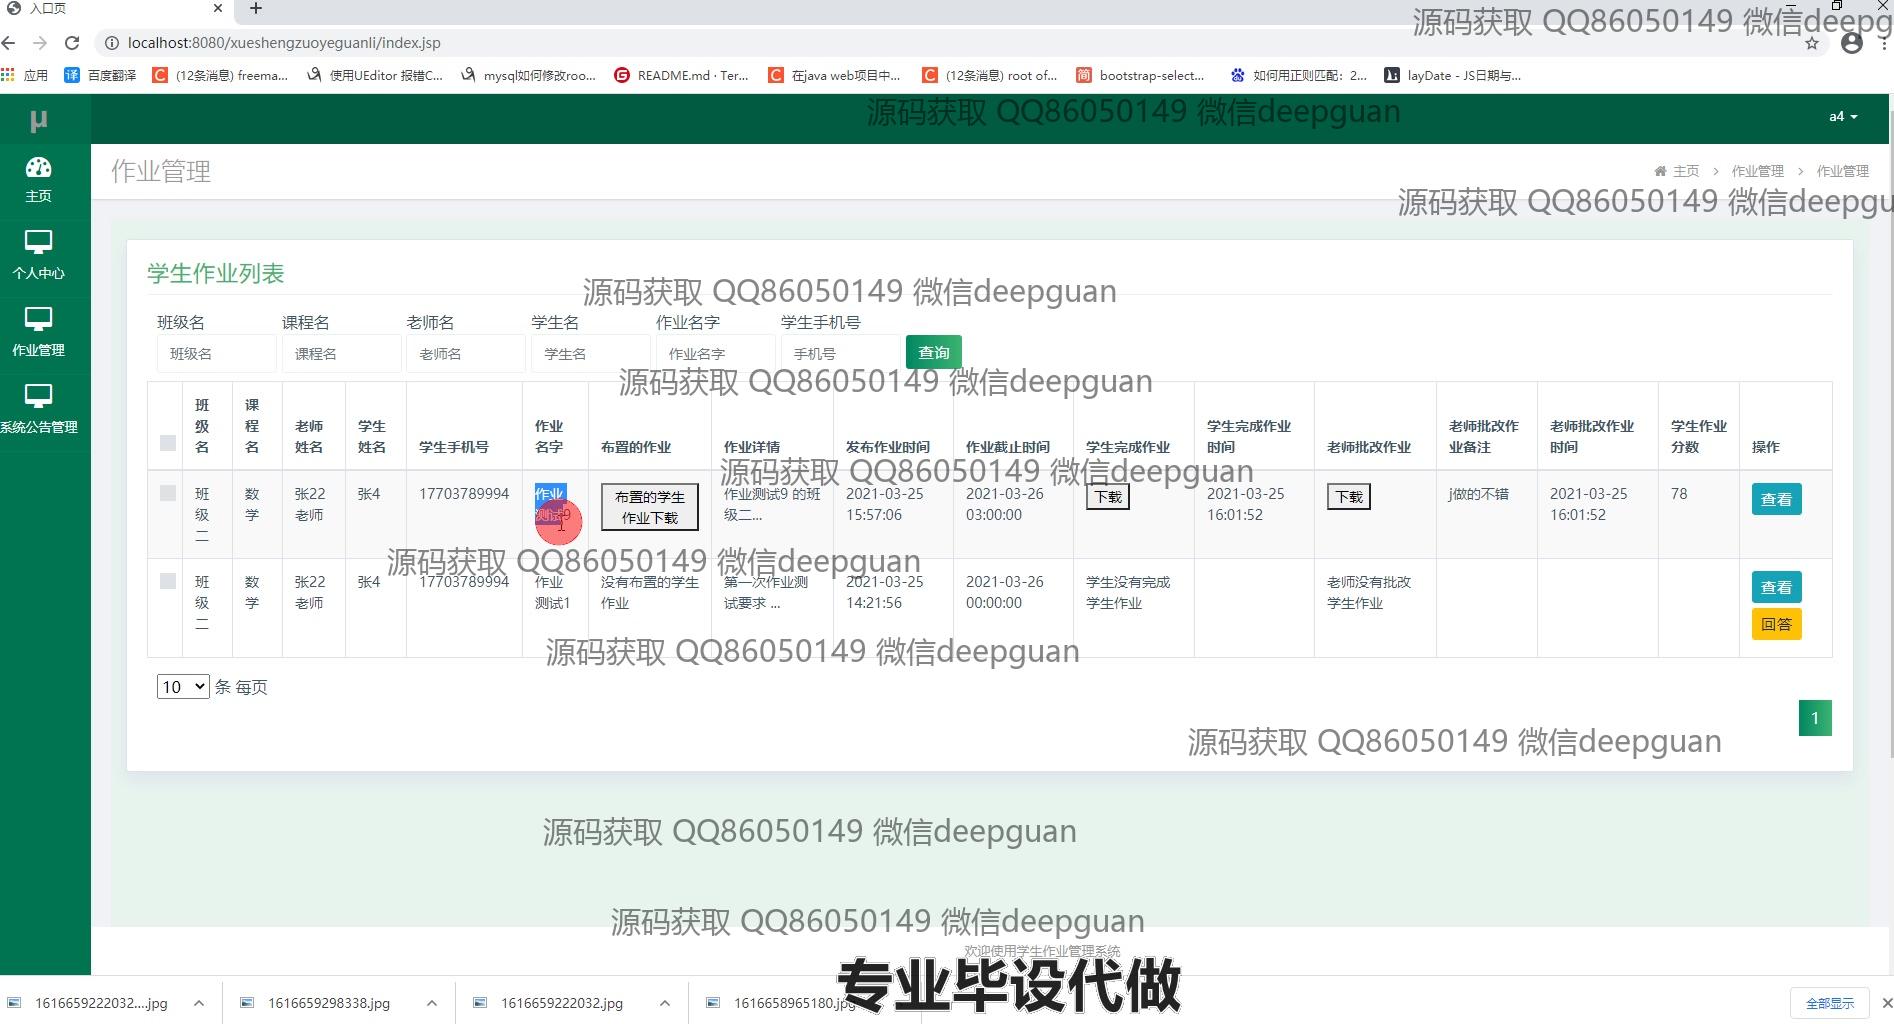 入口页
源码获取 QQ86050149 微信deepg
localhost:8080/xueshengzuoyeguanli/index.jsp
应用
百度翻译
(12条消息) freema...
使用UEditor 报错C...
mysql如何修改roo...
README.md · Ter...
在java web项目中...
(12条消息) root of...
bootstrap-select...
如何用正则匹配：2...
layDate - JS日期与...
μ
源码获取 QQ86050149 微信deepguan
a4
主页
作业管理
主页 > 作业管理 > 作业管理
源码获取 QQ86050149 微信deepgu
个人中心
作业管理
系统公告管理
学生作业列表
源码获取 QQ86050149 微信deepguan
班级名 课程名 老师名 学生名 作业名字 学生手机号
班级名 课程名 老师名 学生名 作业名字 手机号 查询
源码获取 QQ86050149 微信deepguan
班级名 课程名 老师姓名 学生姓名 学生手机号 作业名字 布置的作业 作业详情 发布作业时间 作业截止时间 学生完成作业 学生完成作业时间 老师批改作业 老师批改作业备注 老师批改作业时间 学生作业分数 操作
源码获取 QQ86050149 微信deepguan
班级二 数学 张22老师 张4 17703789994 作业测试9 布置的学生作业下载 作业测试9 的班级二... 2021-03-25 15:57:06 2021-03-26 03:00:00 下载 2021-03-25 16:01:52 下载 j做的不错 2021-03-25 16:01:52 78 查看
源码获取 QQ86050149 微信deepguan
班级二 数学 张22老师 张4 17703789994 作业测试1 没有布置的学生作业 第一次作业测试要求 ... 2021-03-25 14:21:56 2021-03-26 00:00:00 学生没有完成学生作业 老师没有批改学生作业 查看 回答
源码获取 QQ86050149 微信deepguan
10 条 每页
1
源码获取 QQ86050149 微信deepguan
源码获取 QQ86050149 微信deepguan
源码获取 QQ86050149 微信deepguan
欢迎使用学生作业管理系统
专业毕设代做
1616659222032....jpg
1616659298338.jpg
1616659222032.jpg
1616658965180.jpg
全部显示